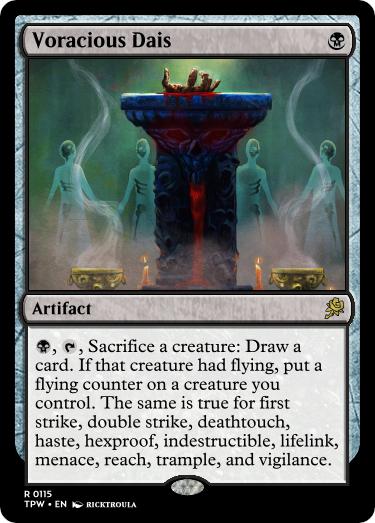 Voracious Dais
Artifact
, , Sacrifice a creature: Draw a
card. If that creature had flying, put a
flying counter on a creature you
control. The same is true for first
strike, double strike, deathtouch,
haste, hexproof, indestructible, lifelink,
menace, reach, trample, and vigilance.
R 0115
TPW • EN RICKTROULA